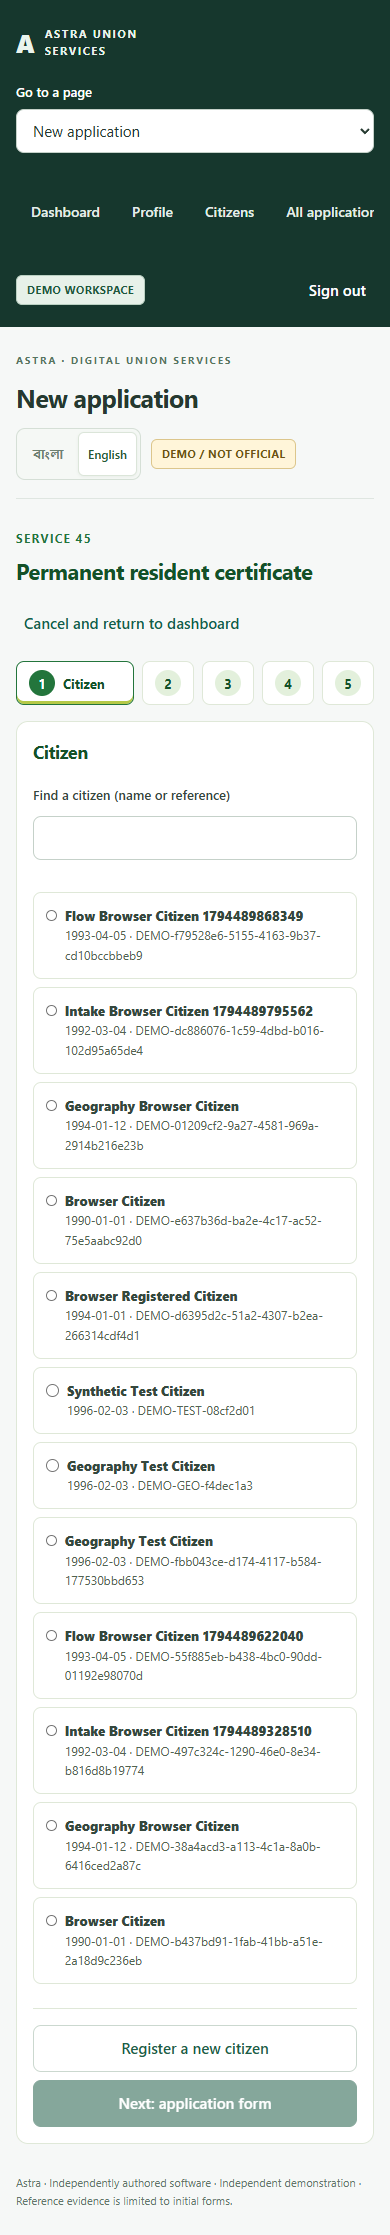 A
ASTRA UNION
SERVICES
Go to a page
New application
Dashboard Profile Citizens All application
DEMO WORKSPACE Sign out
ASTRA · DIGITAL UNION SERVICES
New application
বাংলা English DEMO / NOT OFFICIAL
SERVICE 45
Permanent resident certificate
Cancel and return to dashboard
1 Citizen 2 3 4 5
Citizen
Find a citizen (name or reference)
Flow Browser Citizen 1794489868349
1993-04-05 · DEMO-f79528e6-5155-4163-9b37-
cd10bccbbeb9
Intake Browser Citizen 1794489795562
1992-03-04 · DEMO-dc886076-1c59-4dbd-b016-
102d95a65de4
Geography Browser Citizen
1994-01-12 · DEMO-01209cf2-9a27-4581-969a-
2914b216e23b
Browser Citizen
1990-01-01 · DEMO-e637b36d-ba2e-4c17-ac52-
75e5aabc92d0
Browser Registered Citizen
1994-01-01 · DEMO-d6395d2c-51a2-4307-b2ea-
266314cdf4d1
Synthetic Test Citizen
1996-02-03 · DEMO-TEST-08cf2d01
Geography Test Citizen
1996-02-03 · DEMO-GEO-f4dec1a3
Geography Test Citizen
1996-02-03 · DEMO-fbb043ce-d174-4117-b584-
177530bbd653
Flow Browser Citizen 1794489622040
1993-04-05 · DEMO-55f885eb-b438-4bc0-90dd-
01192e98070d
Intake Browser Citizen 1794489328510
1992-03-04 · DEMO-497c324c-1290-46e0-8e34-
b816d8b19774
Geography Browser Citizen
1994-01-12 · DEMO-38a4acd3-a113-4c1a-8a0b-
6416ced2a87c
Browser Citizen
1990-01-01 · DEMO-b437bd91-1fab-41bb-a51e-
2a18d9c236eb
Register a new citizen
Next: application form
Astra · Independently authored software · Independent demonstration ·
Reference evidence is limited to initial forms.